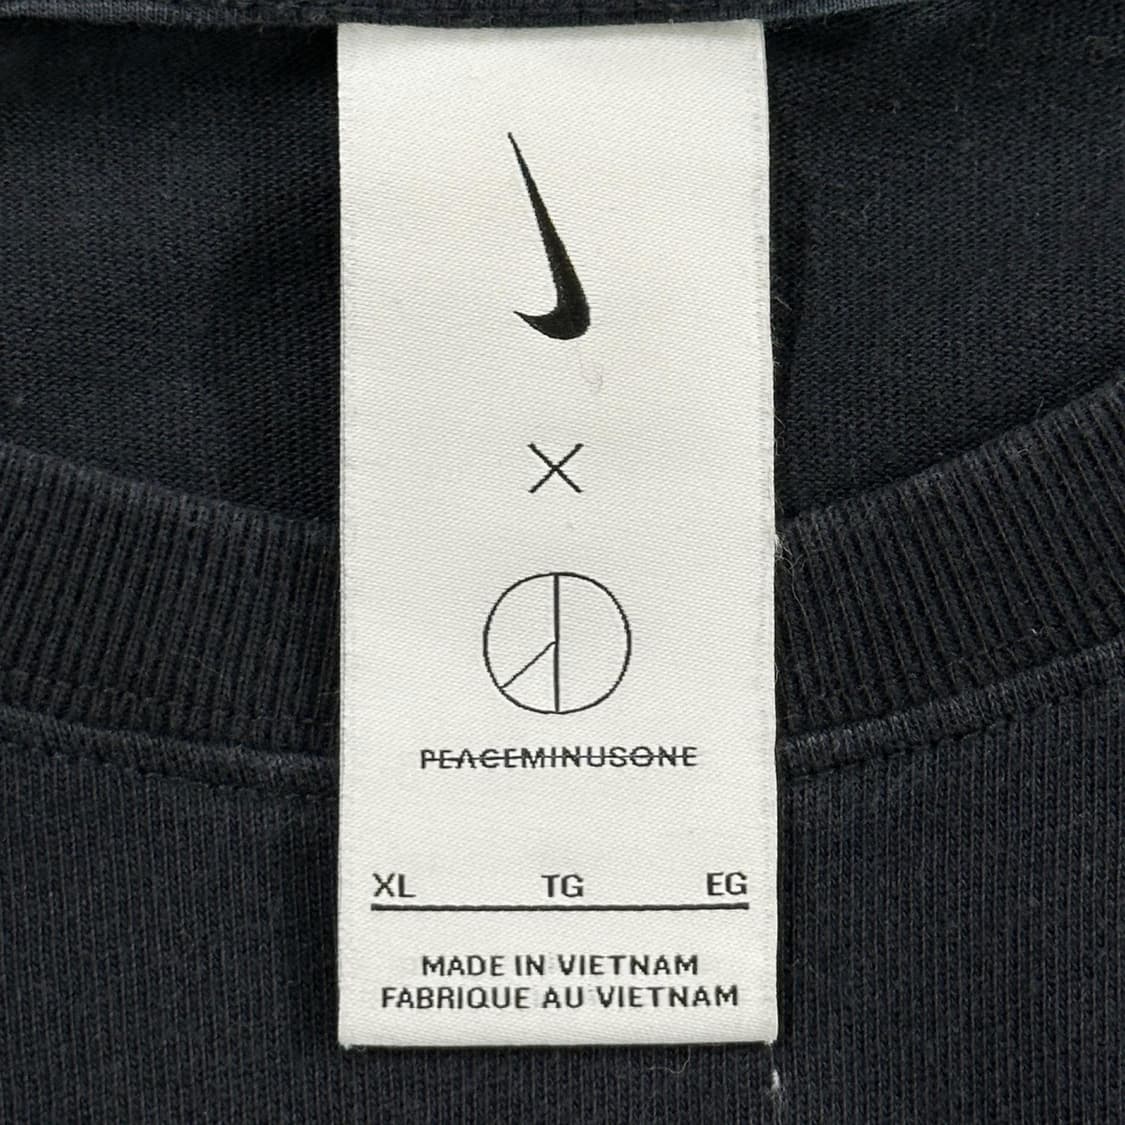 X
PEACEMINUSONE
XL TG EG
MADE IN VIETNAM
FABRIQUE AU VIETNAM